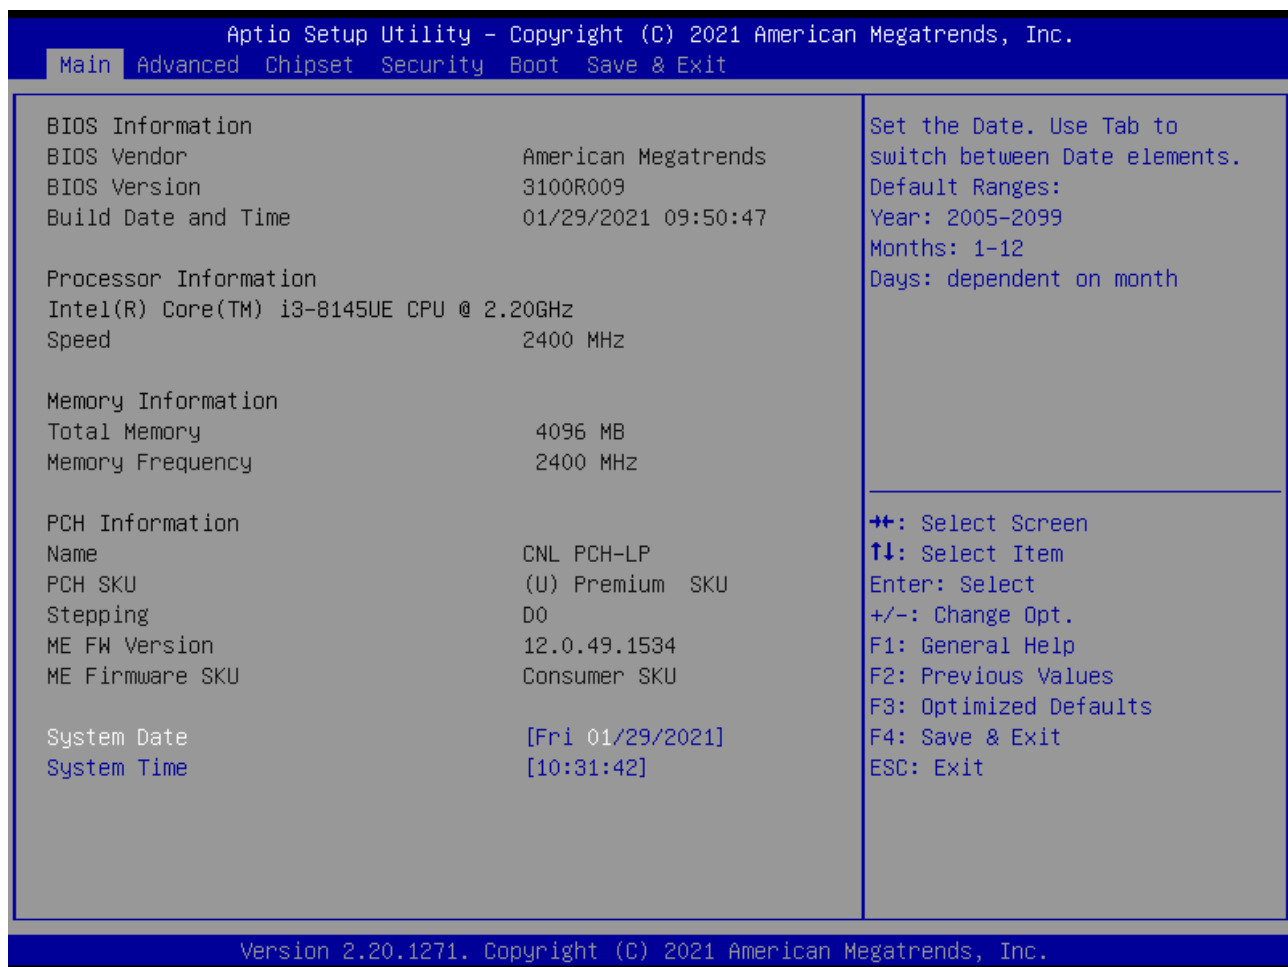 Aptio Setup Utility – Copyright (C) 2021 American Megatrends, Inc.
Main Advanced Chipset Security Boot Save & Exit
BIOS Information
BIOS Vendor American Megatrends
BIOS Version 3100R009
Build Date and Time 01/29/2021 09:50:47
Processor Information
Intel(R) Core(TM) i3-8145UE CPU @ 2.20GHz
Speed 2400 MHz
Memory Information
Total Memory 4096 MB
Memory Frequency 2400 MHz
PCH Information
Name CNL PCH-LP
PCH SKU (U) Premium SKU
Stepping D0
ME FW Version 12.0.49.1534
ME Firmware SKU Consumer SKU
System Date [Fri 01/29/2021]
System Time [10:31:42]
Set the Date. Use Tab to
switch between Date elements.
Default Ranges:
Year: 2005-2099
Months: 1-12
Days: dependent on month
→←: Select Screen
↑↓: Select Item
Enter: Select
+/-: Change Opt.
F1: General Help
F2: Previous Values
F3: Optimized Defaults
F4: Save & Exit
ESC: Exit
Version 2.20.1271. Copyright (C) 2021 American Megatrends, Inc.